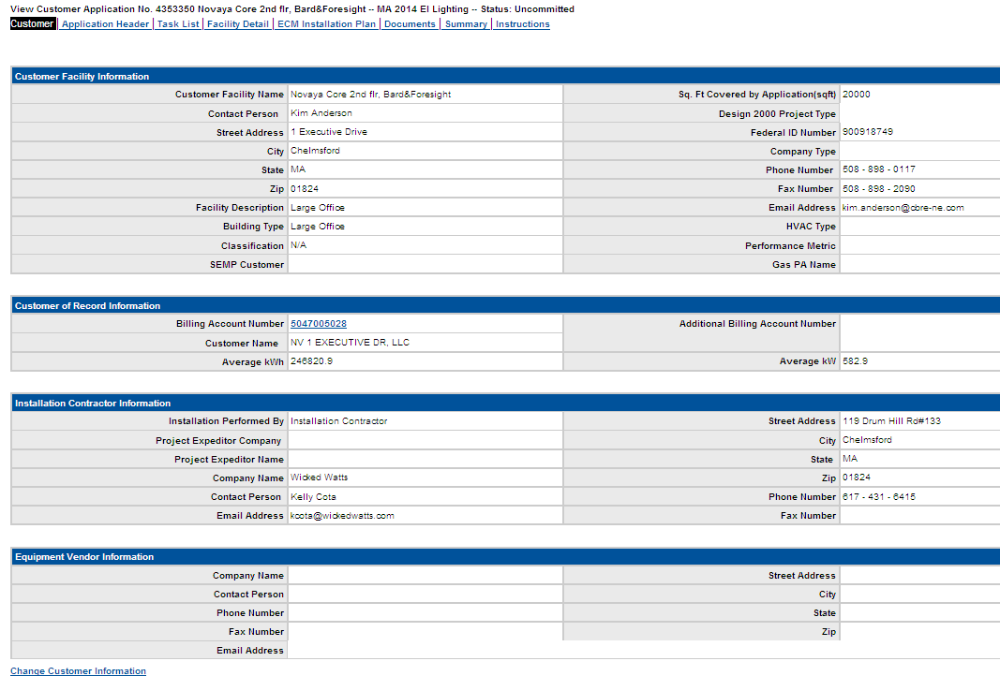 View Customer Application No. 4353350 Novaya Core 2nd flr, Bard&Foresight -- MA 2014 EI Lighting -- Status: Uncommitted
Customer | Application Header | Task List | Facility Detail | ECM Installation Plan | Documents | Summary | Instructions
Customer Facility Information
Customer Facility Name Novaya Core 2nd flr, Bard&Foresight Sq. Ft Covered by Application(sqft) 20000
Contact Person Kim Anderson Design 2000 Project Type
Street Address 1 Executive Drive Federal ID Number 900918749
City Chelmsford Company Type
State MA Phone Number 508 - 898 - 0117
Zip 01824 Fax Number 508 - 898 - 2090
Facility Description Large Office Email Address kim.anderson@cbre-ne.com
Building Type Large Office HVAC Type
Classification N/A Performance Metric
SEMP Customer Gas PA Name
Customer of Record Information
Billing Account Number 5047005028 Additional Billing Account Number
Customer Name NV 1 EXECUTIVE DR, LLC
Average kWh 246820.9 Average kW 582.9
Installation Contractor Information
Installation Performed By Installation Contractor Street Address 119 Drum Hill Rd#133
Project Expeditor Company City Chelmsford
Project Expeditor Name State MA
Company Name Wicked Watts Zip 01824
Contact Person Kelly Cota Phone Number 617 - 431 - 6415
Email Address kcota@wickedwatts.com Fax Number
Equipment Vendor Information
Company Name Street Address
Contact Person City
Phone Number State
Fax Number Zip
Email Address
Change Customer Information